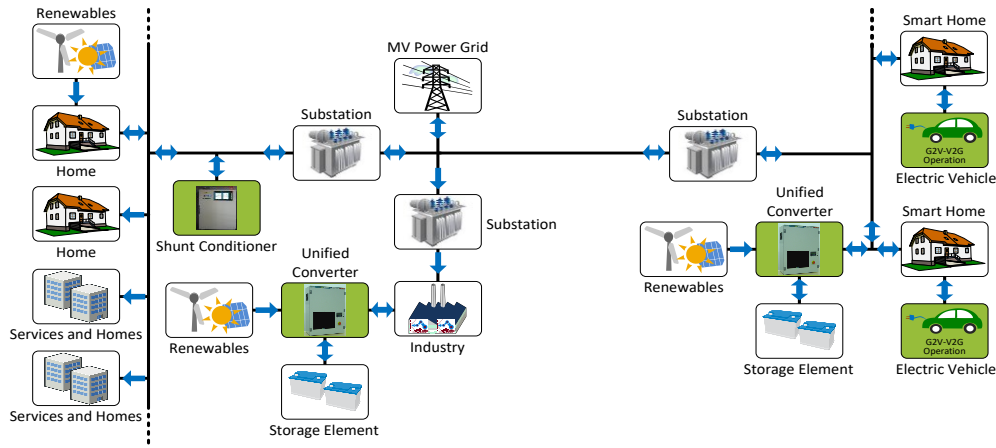 Renewables
Home
Home
Services and Homes
Services and Homes
Shunt Conditioner
Substation
MV Power Grid
Substation
Substation
Unified
Converter
Renewables
Storage Element
Industry
Smart Home
G2V-V2G
Operation
Electric Vehicle
Unified
Converter
Smart Home
Renewables
Storage Element
G2V-V2G
Operation
Electric Vehicle